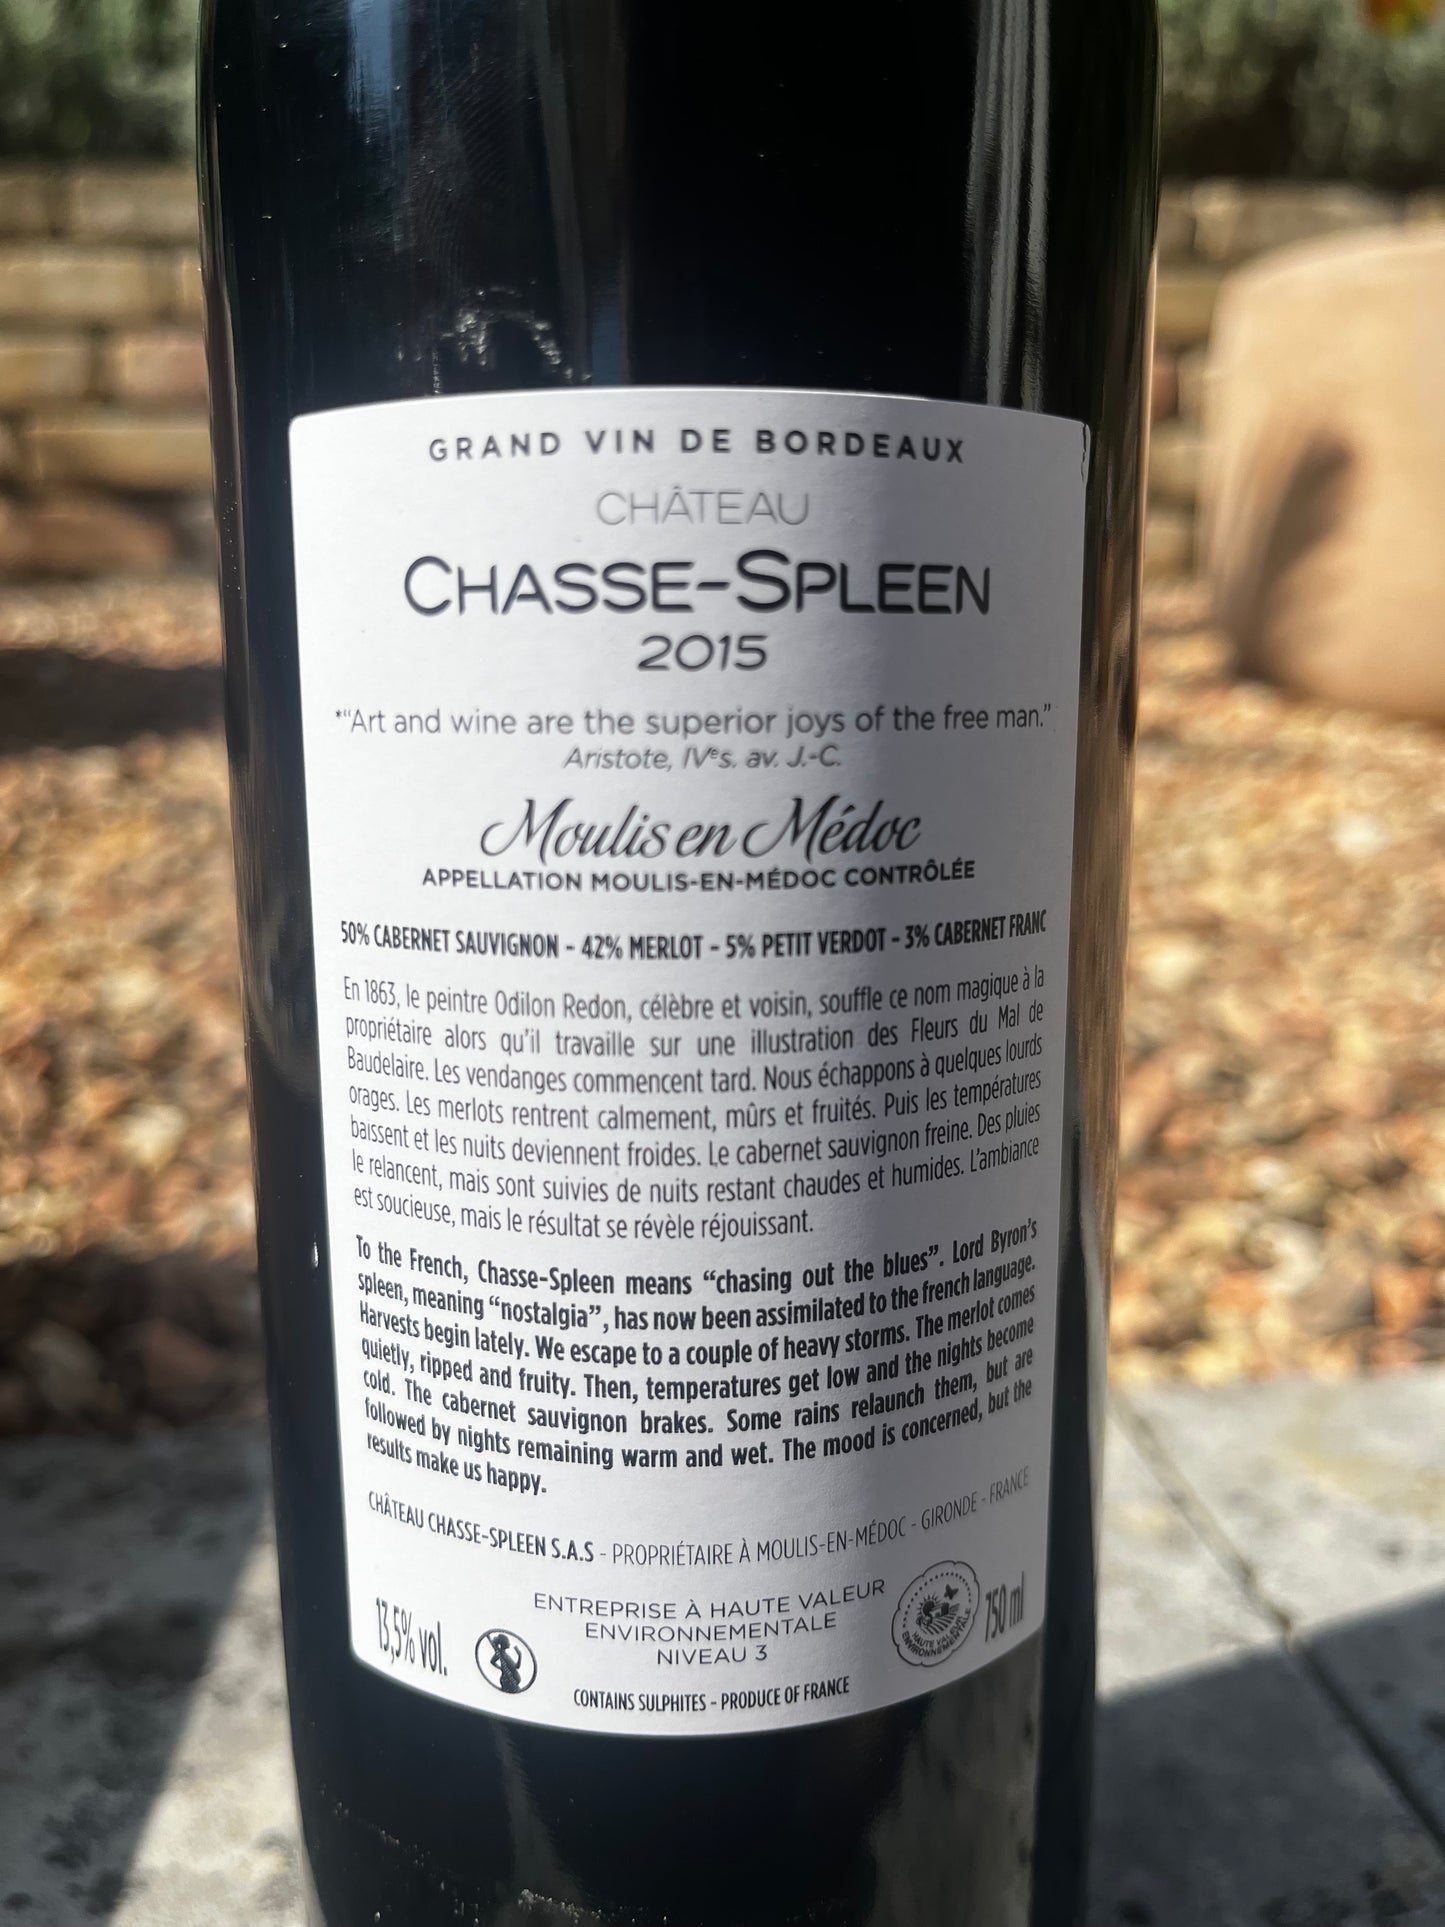 GRAND VIN DE BORDEAUX
CHÂTEAU
CHASSE-SPLEEN
2015
*“Art and wine are the superior joys of the free man.”
Aristote, IVᵉs. av. J.-C.
Moulis en Médoc
APPELLATION MOULIS-EN-MÉDOC CONTRÔLÉE
50% CABERNET SAUVIGNON - 42% MERLOT - 5% PETIT VERDOT - 3% CABERNET FRANC
En 1863, le peintre Odilon Redon, célèbre et voisin, souffle ce nom magique à la
propriétaire alors qu'il travaille sur une illustration des Fleurs du Mal de
Baudelaire. Les vendanges commencent tard. Nous échappons à quelques lourds
orages. Les merlots rentrent calmement, mûrs et fruités. Puis les températures
baissent et les nuits deviennent froides. Le cabernet sauvignon freine. Des pluies
le relancent, mais sont suivies de nuits restant chaudes et humides. L'ambiance
est soucieuse, mais le résultat se révèle réjouissant.
To the French, Chasse-Spleen means “chasing out the blues”. Lord Byron's
spleen, meaning “nostalgia”, has now been assimilated to the french language.
Harvests begin lately. We escape to a couple of heavy storms. The merlot comes
quietly, ripped and fruity. Then, temperatures get low and the nights become
cold. The cabernet sauvignon brakes. Some rains relaunch them, but are
followed by nights remaining warm and wet. The mood is concerned, but the
results make us happy.
CHÂTEAU CHASSE-SPLEEN S.A.S - PROPRIÉTAIRE À MOULIS-EN-MÉDOC - GIRONDE - FRANCE
ENTREPRISE À HAUTE VALEUR
ENVIRONNEMENTALE
NIVEAU 3
13,5% vol.
HAUTE VALEUR
ENVIRONNEMENTALE
750 ml
CONTAINS SULPHITES - PRODUCE OF FRANCE